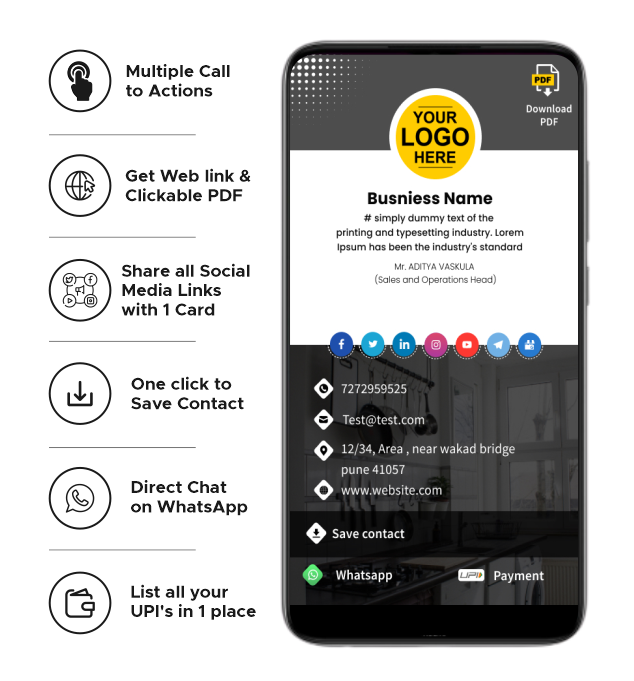 Multiple Call
to Actions
Get Web link &
Clickable PDF
Share all Social
Media Links
with 1 Card
One click to
Save Contact
Direct Chat
on WhatsApp
List all your
UPI's in 1 place
PDF
Download
PDF
YOUR
LOGO
HERE
Busniess Name
# simply dummy text of the
printing and typesetting industry. Lorem
Ipsum has been the industry's standard
Mr. ADITYA VASKULA
(Sales and Operations Head)
7272959525
Test@test.com
12/34, Area , near wakad bridge
pune 41057
www.website.com
Save contact
Whatsapp
UPI
Payment